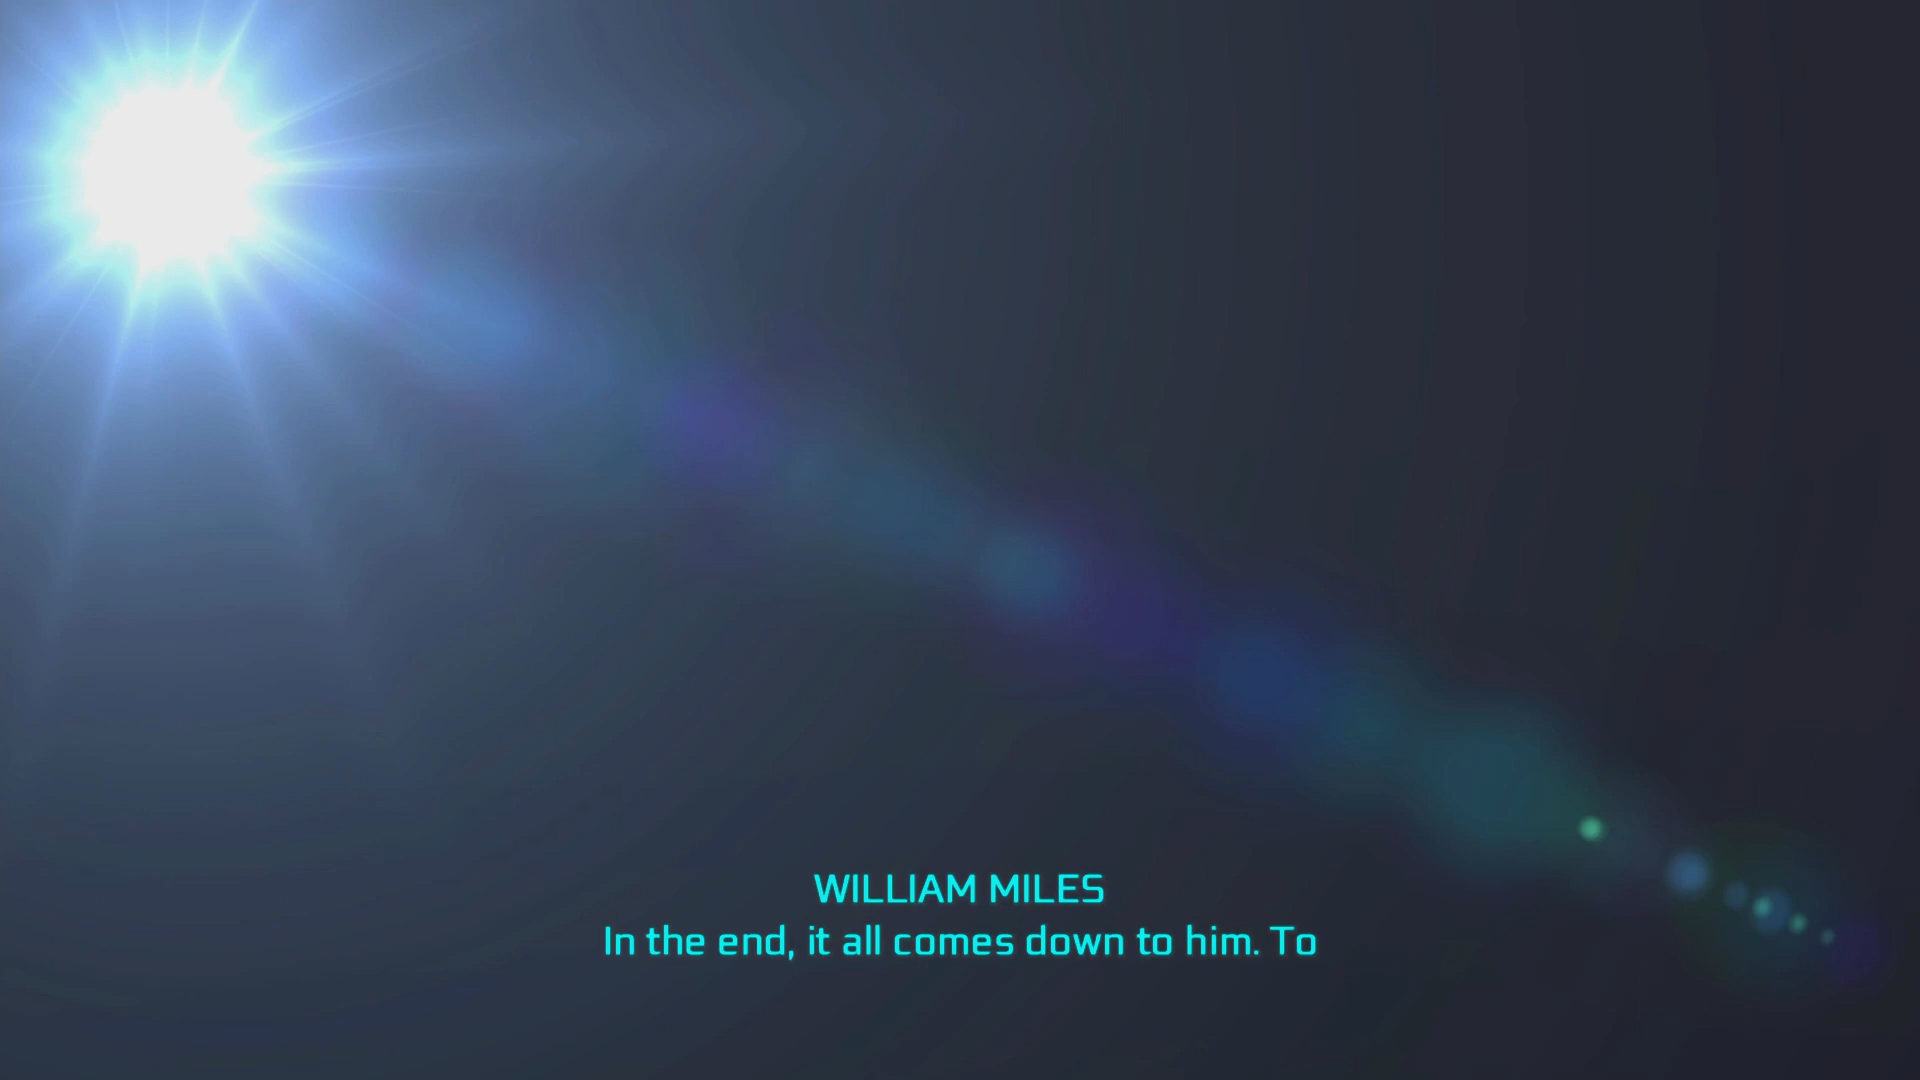 WILLIAM MILES
In the end, it all comes down to him. To